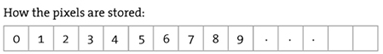 How the pixels are stored:
0 1 2 3 4 5 6 7 8 9 . . .